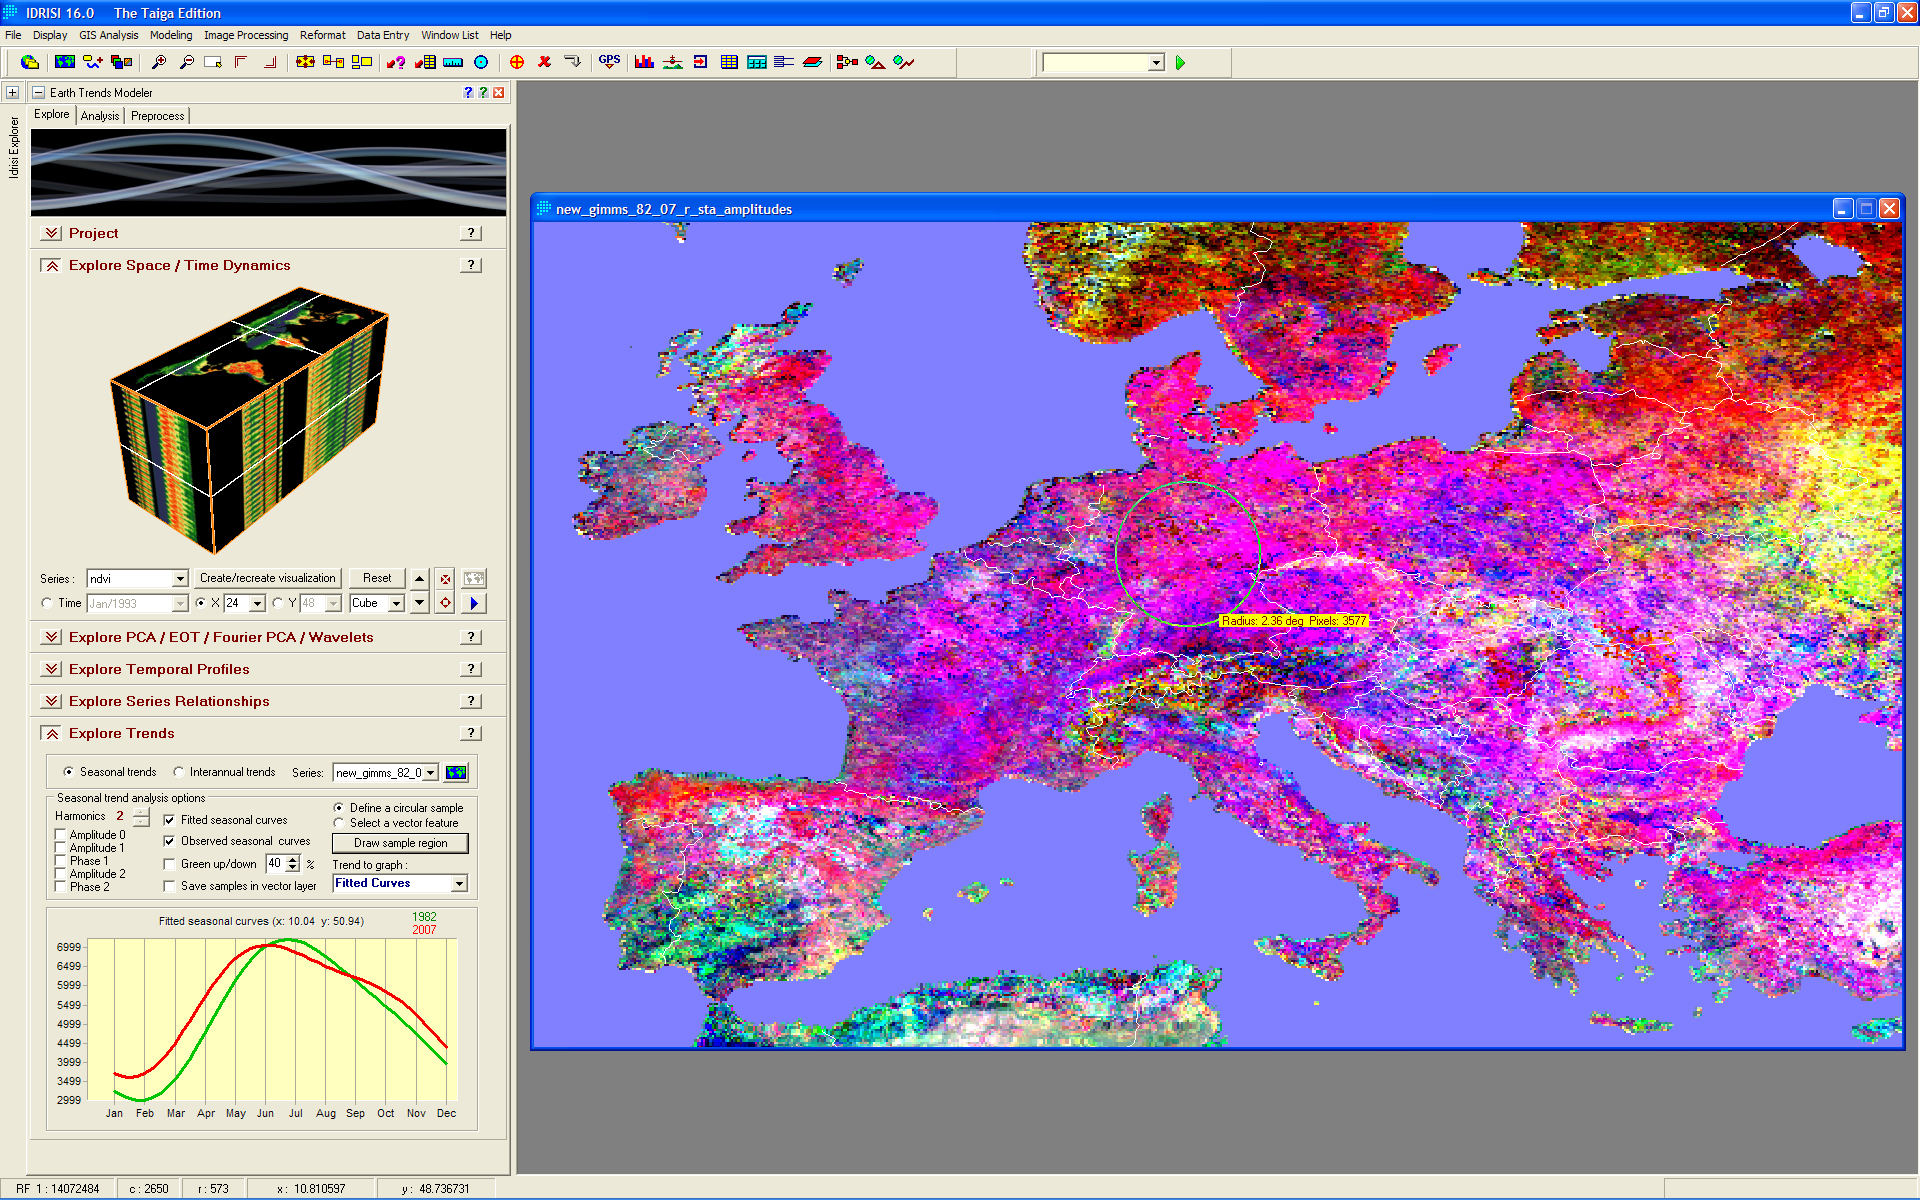 IDRISI 16.0 The Taiga Edition
File Display GIS Analysis Modeling Image Processing Reformat Data Entry Window List Help
GPS
Idrisi Explorer
Earth Trends Modeler ? ?
Explore Analysis Preprocess
Project ?
Explore Space / Time Dynamics ?
Series : ndvi Create/recreate visualization Reset
Time Jan/1993 X 24 Y 48 Cube
Explore PCA / EOT / Fourier PCA / Wavelets ?
Explore Temporal Profiles ?
Explore Series Relationships ?
Explore Trends ?
Seasonal trends Interannual trends Series: new_gimms_82_0
Seasonal trend analysis options
Harmonics 2
Amplitude 0
Amplitude 1
Phase 1
Amplitude 2
Phase 2
Fitted seasonal curves
Observed seasonal curves
Green up/down 40 %
Save samples in vector layer
Define a circular sample
Select a vector feature
Draw sample region
Trend to graph :
Fitted Curves
Fitted seasonal curves (x: 10.04 y: 50.94)
1982
2007
6999
6499
5999
5499
4999
4499
3999
3499
2999
Jan Feb Mar Apr May Jun Jul Aug Sep Oct Nov Dec
new_gimms_82_07_r_sta_amplitudes
Radius: 2.36 deg Pixels: 3577
RF 1 : 14072484 c : 2650 r : 573 x : 10.810597 y : 48.736731